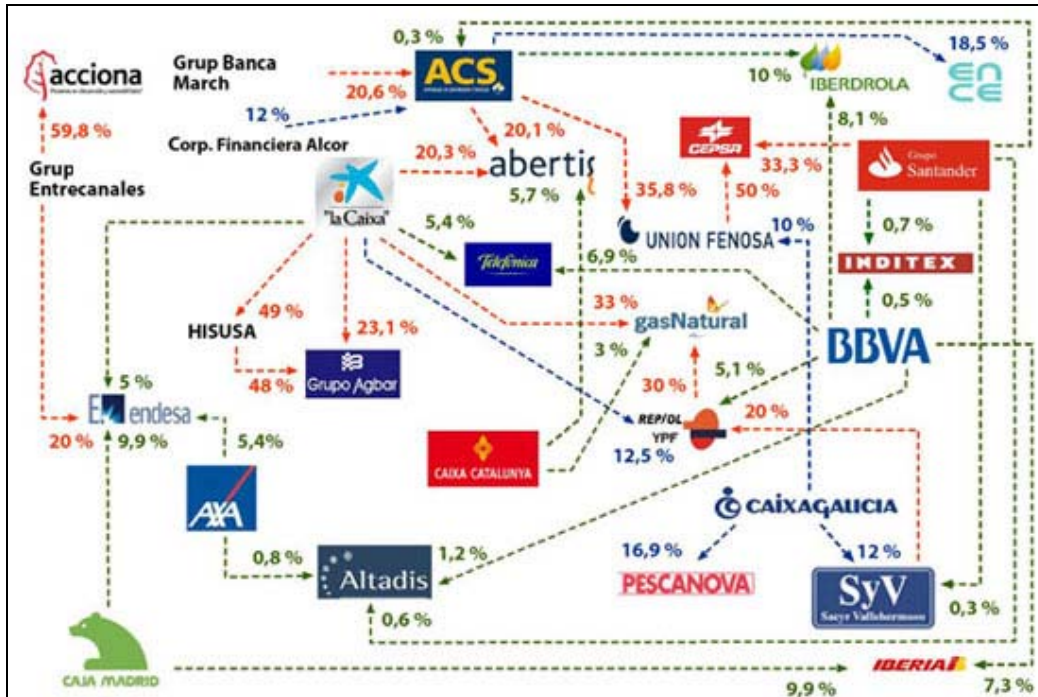 0,3 %
18,5 %
acciona
Grup Banca
March
ACS
10 %
IBERDROLA
ENCE
20,6 %
59,8 %
12 %
8,1 %
Corp. Financiera Alcor
20,1 %
CEPSA
Grup
Entrecanales
20,3 %
abertis
33,3 %
Grupo
Santander
"la Caixa"
5,7 %
35,8 %
50 %
5,4 %
UNION FENOSA
10 %
0,7 %
Telefónica
6,9 %
INDITEX
49 %
33 %
0,5 %
HISUSA
23,1 %
gasNatural
BBVA
3 %
5 %
48 %
Grupo Agbar
30 %
5,1 %
endesa
REPSOL
YPF
20 %
20 %
9,9 %
5,4%
CAIXA CATALUNYA
12,5 %
AXA
CAIXAGALICIA
0,8 %
Altadis
1,2 %
16,9 %
12 %
PESCANOVA
SyV
Sacyr Vallehermoso
0,6 %
0,3 %
CAJA MADRID
IBERIA
9,9 %
7,3 %